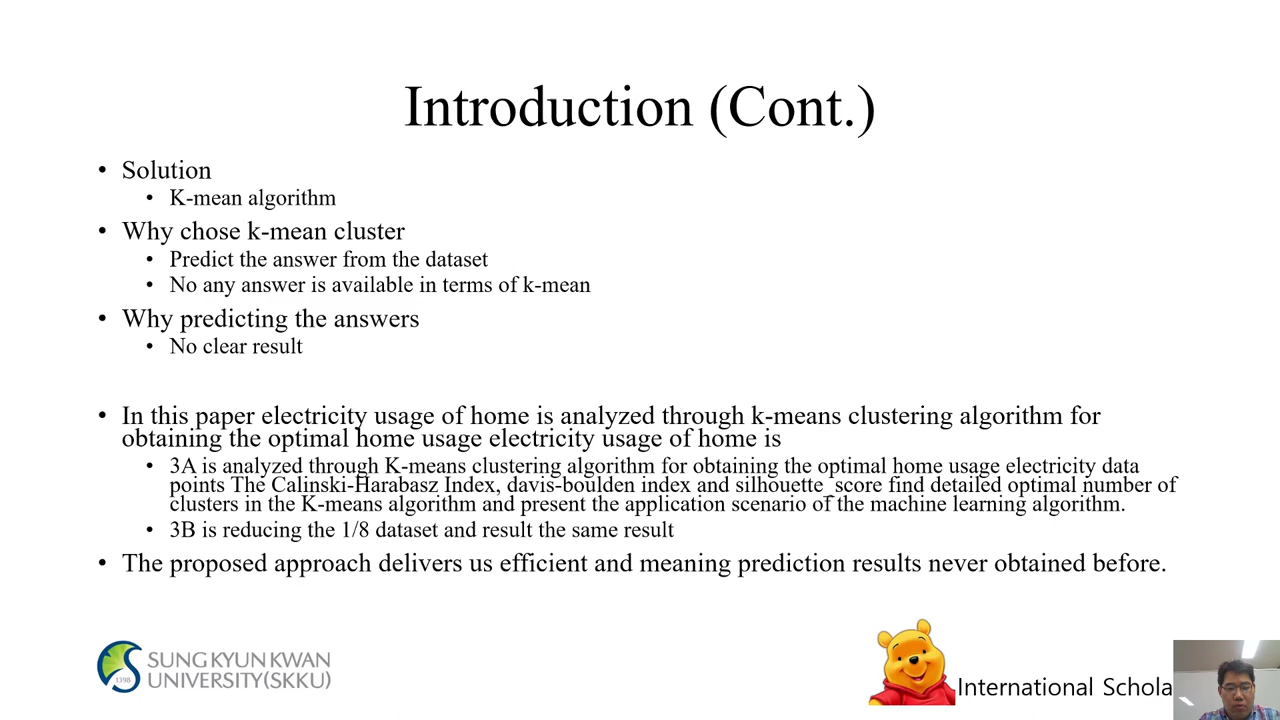 Introduction (Cont.)
• Solution
• K-mean algorithm
• Why chose k-mean cluster
• Predict the answer from the dataset
• No any answer is available in terms of k-mean
• Why predicting the answers
• No clear result
• In this paper electricity usage of home is analyzed through k-means clustering algorithm for
obtaining the optimal home usage electricity usage of home is
• 3A is analyzed through K-means clustering algorithm for obtaining the optimal home usage electricity data
points The Calinski-Harabasz Index, davis-boulden index and silhouette score find detailed optimal number of
clusters in the K-means algorithm and present the application scenario of the machine learning algorithm.
• 3B is reducing the 1/8 dataset and result the same result
• The proposed approach delivers us efficient and meaning prediction results never obtained before.
1398
SUNG KYUN KWAN
UNIVERSITY(SKKU)
International Schola